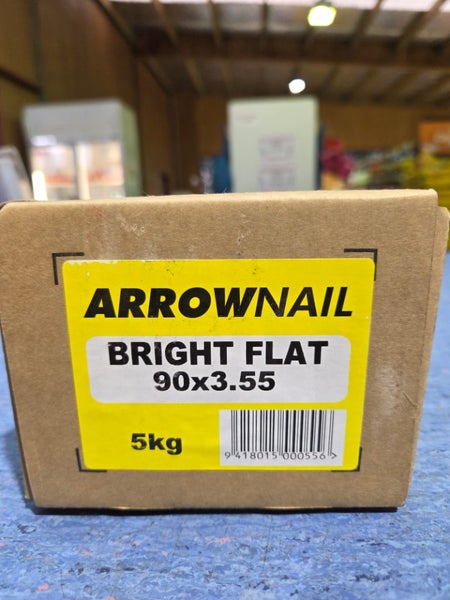 ARROWNAIL
BRIGHT FLAT
90x3.55
5kg
9 418015 000556 >